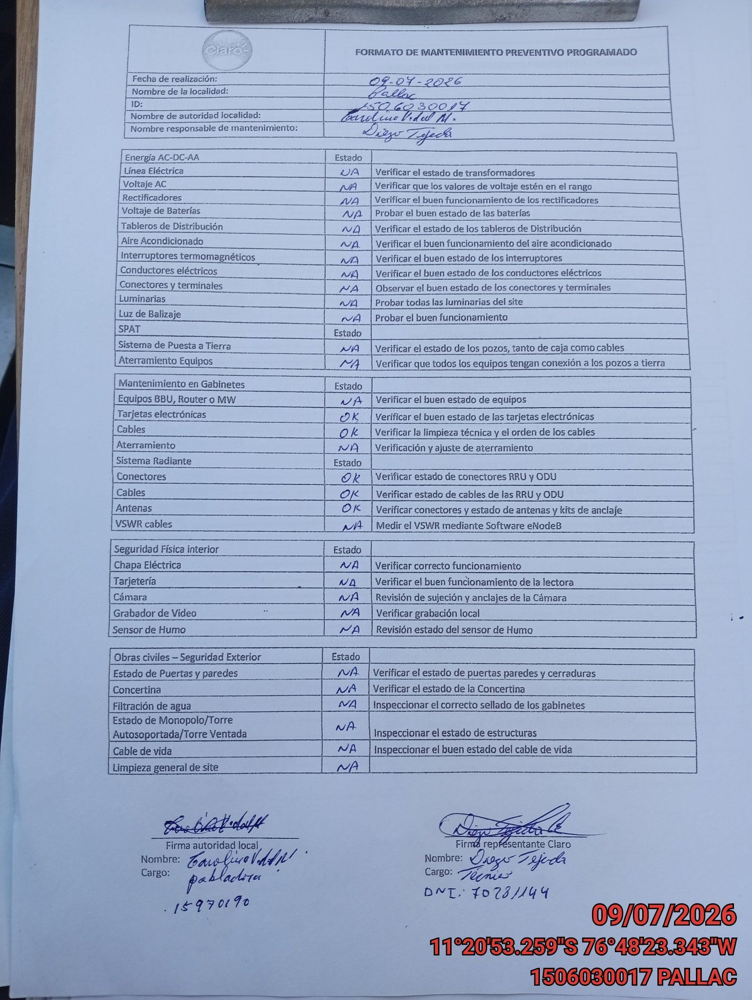 Claro
FORMATO DE MANTENIMIENTO PREVENTIVO PROGRAMADO
Fecha de realización: 09-07-2026
Nombre de la localidad: Pallac
ID: 1506030017
Nombre de autoridad localidad: Carolina Vidal M.
Nombre responsable de mantenimiento: Diego Tejeda
Energía AC-DC-AA Estado
Línea Eléctrica NA Verificar el estado de transformadores
Voltaje AC NA Verificar que los valores de voltaje estén en el rango
Rectificadores NA Verificar el buen funcionamiento de los rectificadores
Voltaje de Baterías NA Probar el buen estado de las baterías
Tableros de Distribución NA Verificar el estado de los tableros de Distribución
Aire Acondicionado NA Verificar el buen funcionamiento del aire acondicionado
Interruptores termomagnéticos NA Verificar el buen estado de los interruptores
Conductores eléctricos NA Verificar el buen estado de los conductores eléctricos
Conectores y terminales NA Observar el buen estado de los conectores y terminales
Luminarias NA Probar todas las luminarias del site
Luz de Balizaje NA Probar el buen funcionamiento
SPAT Estado
Sistema de Puesta a Tierra NA Verificar el estado de los pozos, tanto de caja como cables
Aterramiento Equipos NA Verificar que todos los equipos tengan conexión a los pozos a tierra
Mantenimiento en Gabinetes Estado
Equipos BBU, Router o MW NA Verificar el buen estado de equipos
Tarjetas electrónicas OK Verificar el buen estado de las tarjetas electrónicas
Cables OK Verificar la limpieza técnica y el orden de los cables
Aterramiento NA Verificación y ajuste de aterramiento
Sistema Radiante Estado
Conectores OK Verificar estado de conectores RRU y ODU
Cables OK Verificar estado de cables de las RRU y ODU
Antenas OK Verificar conectores y estado de antenas y kits de anclaje
VSWR cables NA Medir el VSWR mediante Software eNodeB
Seguridad Física interior Estado
Chapa Eléctrica NA Verificar correcto funcionamiento
Tarjetería NA Verificar el buen funcionamiento de la lectora
Cámara NA Revisión de sujeción y anclajes de la Cámara
Grabador de Video NA Verificar grabación local
Sensor de Humo NA Revisión estado del sensor de Humo
Obras civiles – Seguridad Exterior Estado
Estado de Puertas y paredes NA Verificar el estado de puertas paredes y cerraduras
Concertina NA Verificar el estado de la Concertina
Filtración de agua NA Inspeccionar el correcto sellado de los gabinetes
Estado de Monopolo/Torre
Autosoportada/Torre Ventada NA Inspeccionar el estado de estructuras
Cable de vida NA Inspeccionar el buen estado del cable de vida
Limpieza general de site NA
Carolina Vidal M Diego Tejeda
Firma autoridad local Firma representante Claro
Nombre: Carolina Vidal M. Nombre: Diego Tejeda
Cargo: pobladora Cargo: Técnico
15970190 DNI: 70281144
09/07/2026
11°20'53.259"S 76°48'23.343"W
1506030017 PALLAC